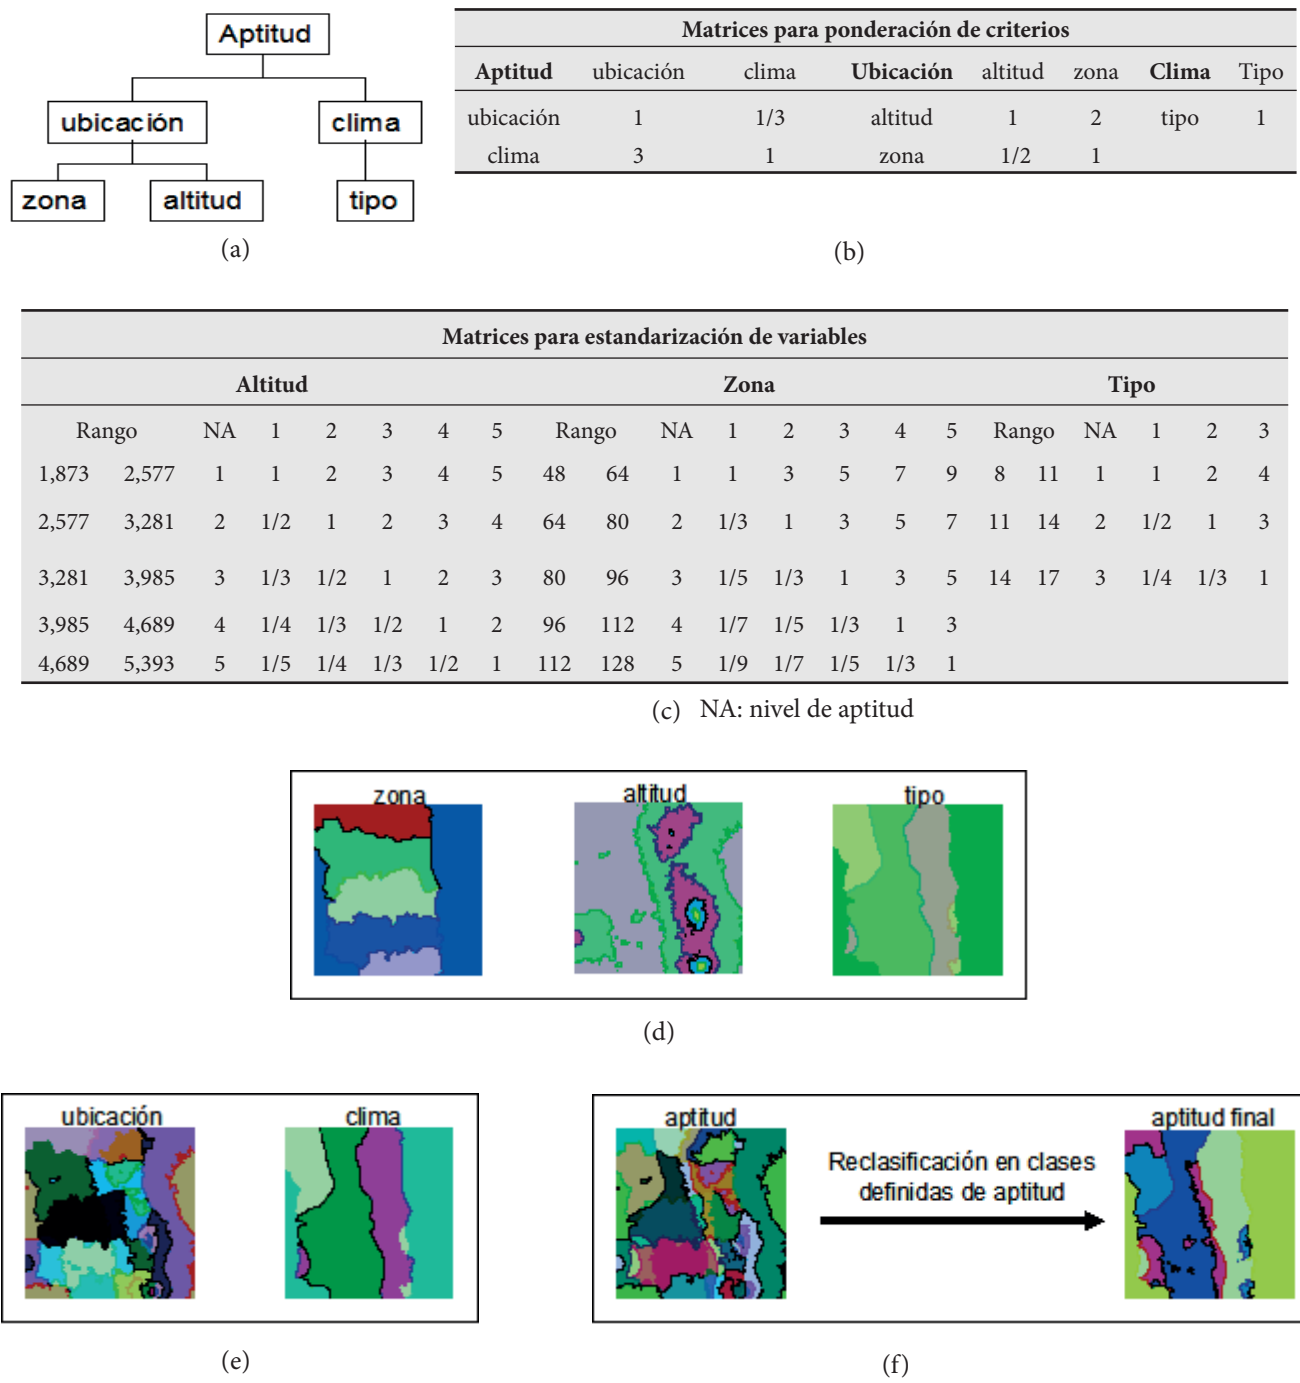 Aptitud
ubicación clima
zona altitud tipo
(a)
Matrices para ponderación de criterios
Aptitud ubicación clima Ubicación altitud zona Clima Tipo
ubicación 1 1/3 altitud 1 2 tipo 1
clima 3 1 zona 1/2 1
(b)
Matrices para estandarización de variables
Altitud Zona Tipo
Rango NA 1 2 3 4 5 Rango NA 1 2 3 4 5 Rango NA 1 2 3
1,873 2,577 1 1 2 3 4 5 48 64 1 1 3 5 7 9 8 11 1 1 2 4
2,577 3,281 2 1/2 1 2 3 4 64 80 2 1/3 1 3 5 7 11 14 2 1/2 1 3
3,281 3,985 3 1/3 1/2 1 2 3 80 96 3 1/5 1/3 1 3 5 14 17 3 1/4 1/3 1
3,985 4,689 4 1/4 1/3 1/2 1 2 96 112 4 1/7 1/5 1/3 1 3
4,689 5,393 5 1/5 1/4 1/3 1/2 1 112 128 5 1/9 1/7 1/5 1/3 1
(c) NA: nivel de aptitud
zona altitud tipo
(d)
ubicación clima
(e)
aptitud aptitud final
Reclasificación en clases
definidas de aptitud
(f)